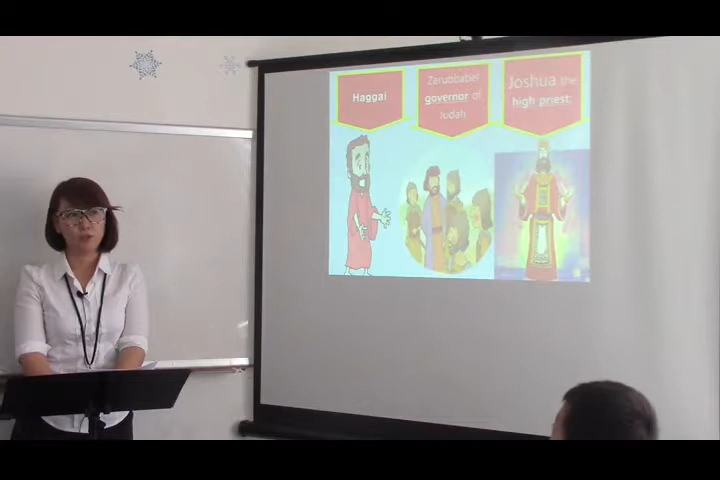 Haggai
Zerubbabel
governor of
Judah
Joshua the
high priest;